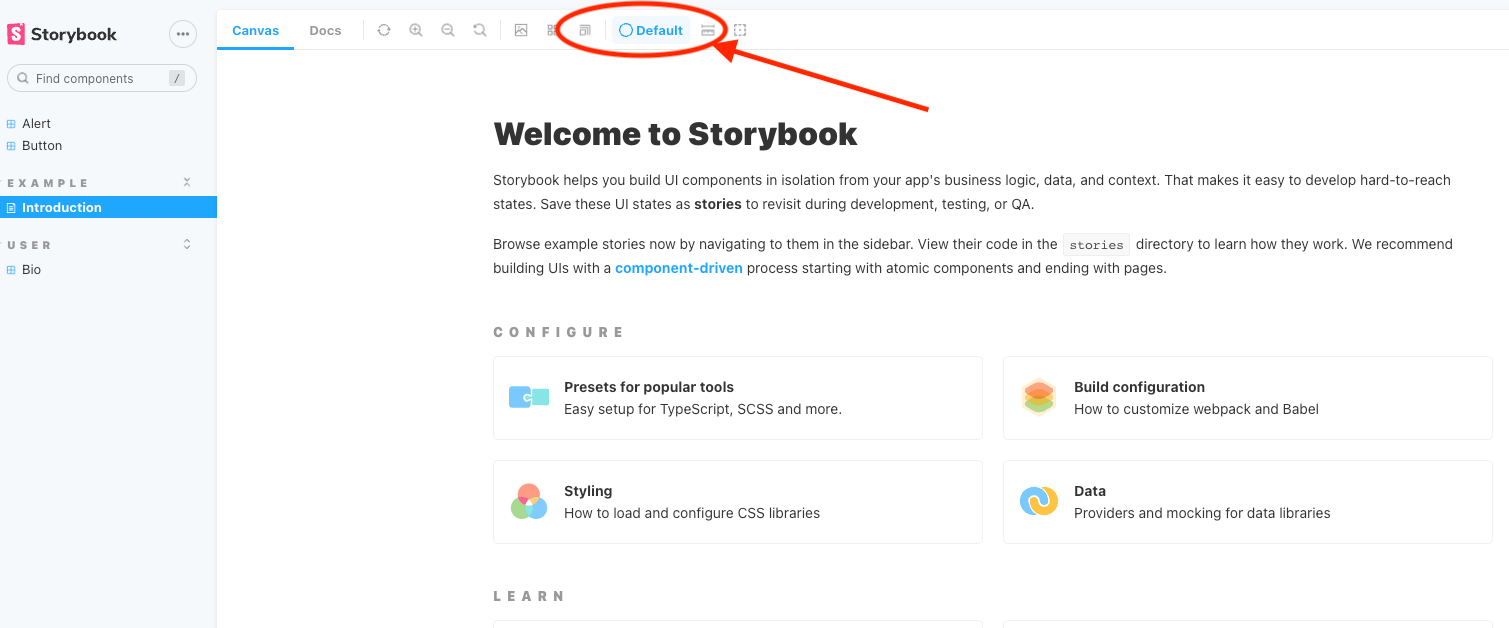 Storybook
Find components
/
Alert
Button
EXAMPLE
Introduction
USER
Bio
Canvas
Docs
Default
Welcome to Storybook
Storybook helps you build UI components in isolation from your app's business logic, data, and context. That makes it easy to develop hard-to-reach
states. Save these UI states as stories to revisit during development, testing, or QA.
Browse example stories now by navigating to them in the sidebar. View their code in the stories directory to learn how they work. We recommend
building UIs with a component-driven process starting with atomic components and ending with pages.
CONFIGURE
Presets for popular tools
Easy setup for TypeScript, SCSS and more.
Build configuration
How to customize webpack and Babel
Styling
How to load and configure CSS libraries
Data
Providers and mocking for data libraries
LEARN